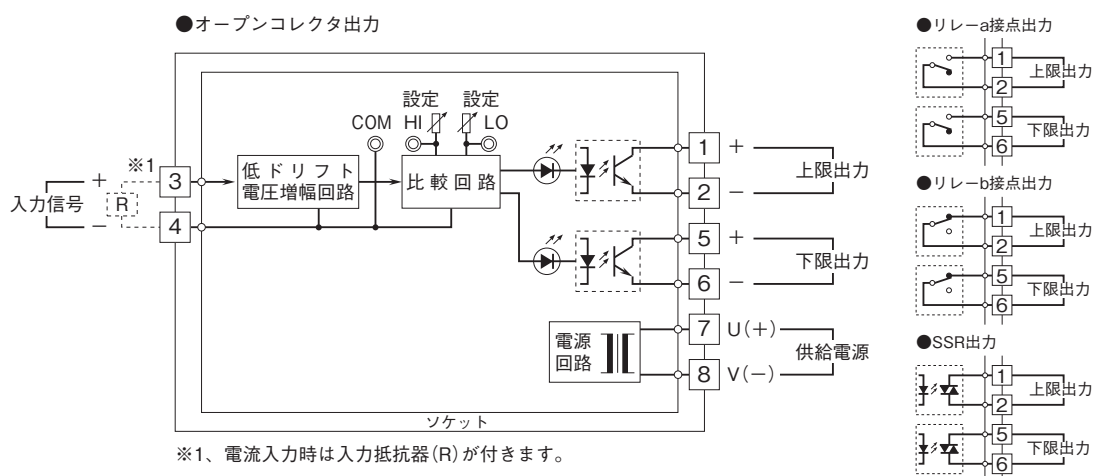 ●オープンコレクタ出力
設定 設定
COM HI LO
※1
入力信号
+
R
−
3
4
低ドリフト
電圧増幅回路
比較回路
1 +
2 −
上限出力
5 +
6 −
下限出力
電源
回路
7 U(+)
8 V(−)
供給電源
ソケット
※1、電流入力時は入力抵抗器(R)が付きます。
●リレーa接点出力
1
2
上限出力
5
6
下限出力
●リレーb接点出力
1
2
上限出力
5
6
下限出力
●SSR出力
1
2
上限出力
5
6
下限出力